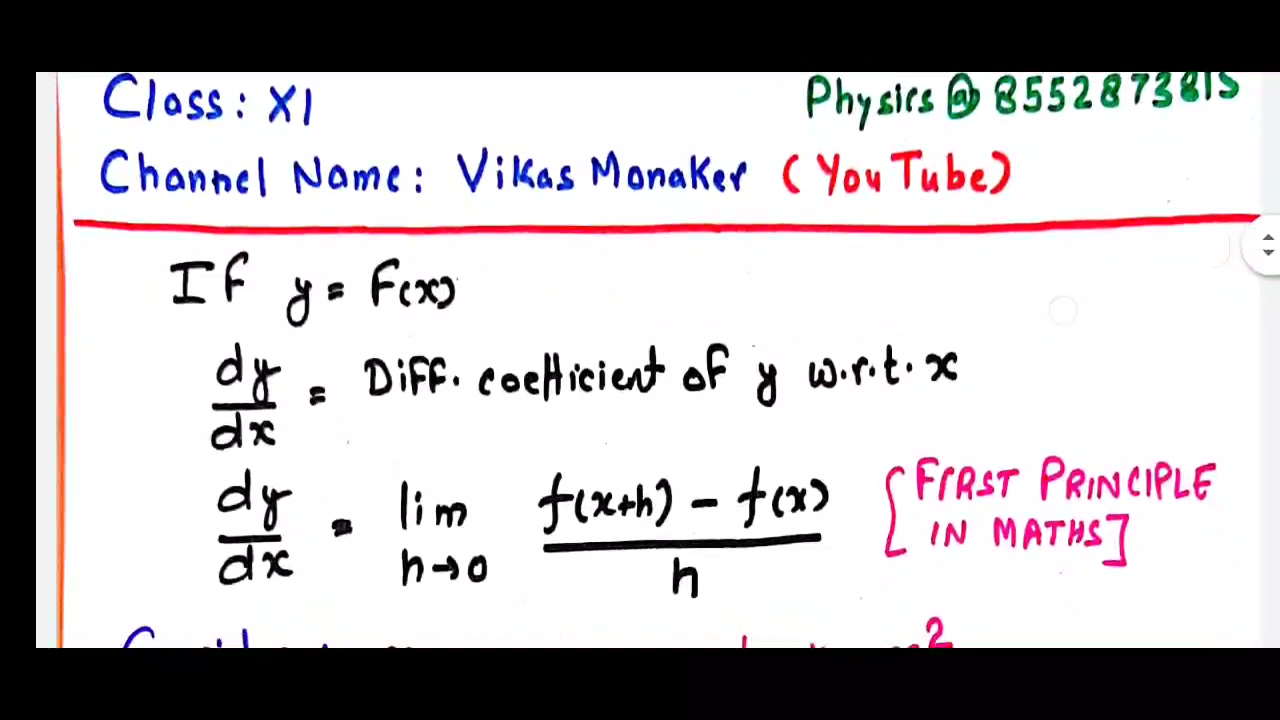 Class: XI
Physics @ 8552873815
Channel Name: Vikas Monaker (YouTube)
If y = F(x)
dy/dx = Diff. coefficient of y w.r.t. x
dy/dx = lim h→0 f(x+h) - f(x) / h [FIRST PRINCIPLE
IN MATHS]